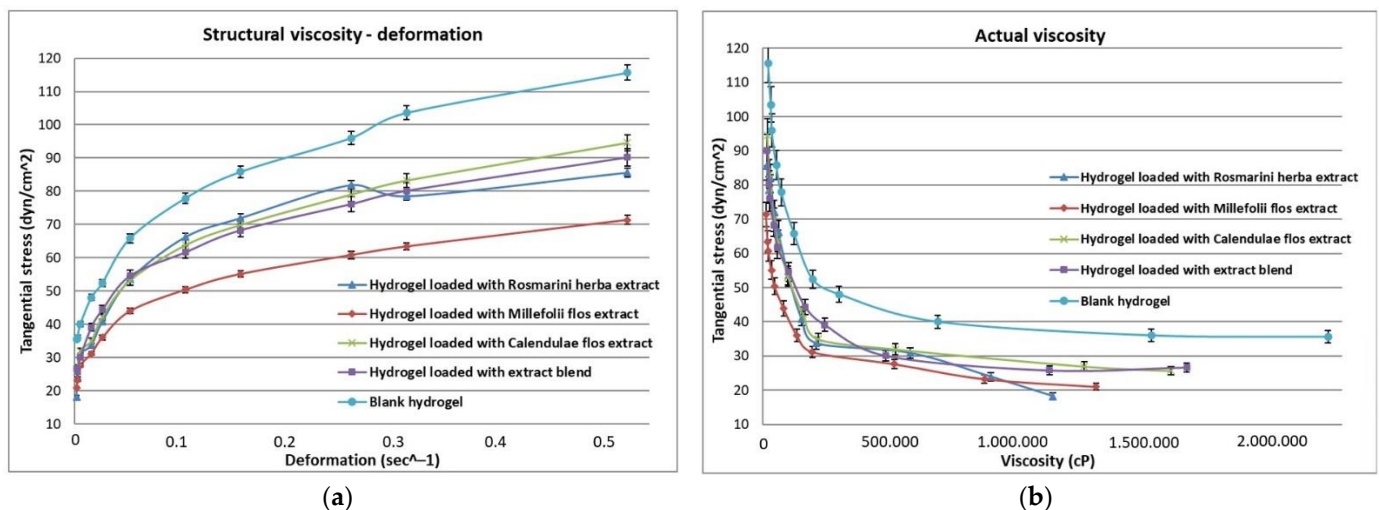 Structural viscosity - deformation
Tangential stress (dyn/cm^2)
120
110
100
90
80
70
60
50
40
30
20
10
Hydrogel loaded with Rosmarini herba extract
Hydrogel loaded with Millefolii flos extract
Hydrogel loaded with Calendulae flos extract
Hydrogel loaded with extract blend
Blank hydrogel
0 0.1 0.2 0.3 0.4 0.5
Deformation (sec^−1)
(a)
Actual viscosity
Tangential stress (dyn/cm^2)
120
110
100
90
80
70
60
50
40
30
20
10
Hydrogel loaded with Rosmarini herba extract
Hydrogel loaded with Millefolii flos extract
Hydrogel loaded with Calendulae flos extract
Hydrogel loaded with extract blend
Blank hydrogel
0 500.000 1.000.000 1.500.000 2.000.000
Viscosity (cP)
(b)